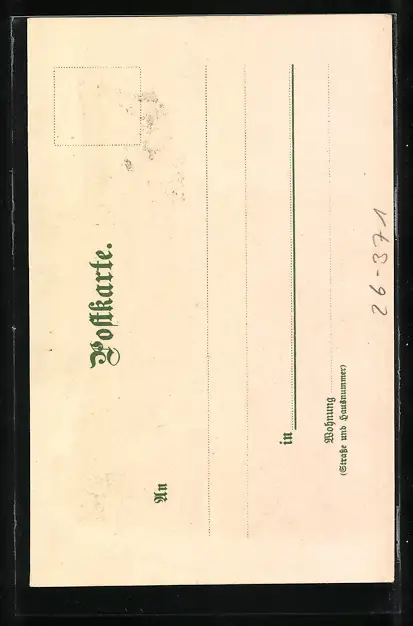 Postkarte.
An
in
Wohnung
(Straße und Hausnummer)
26-371